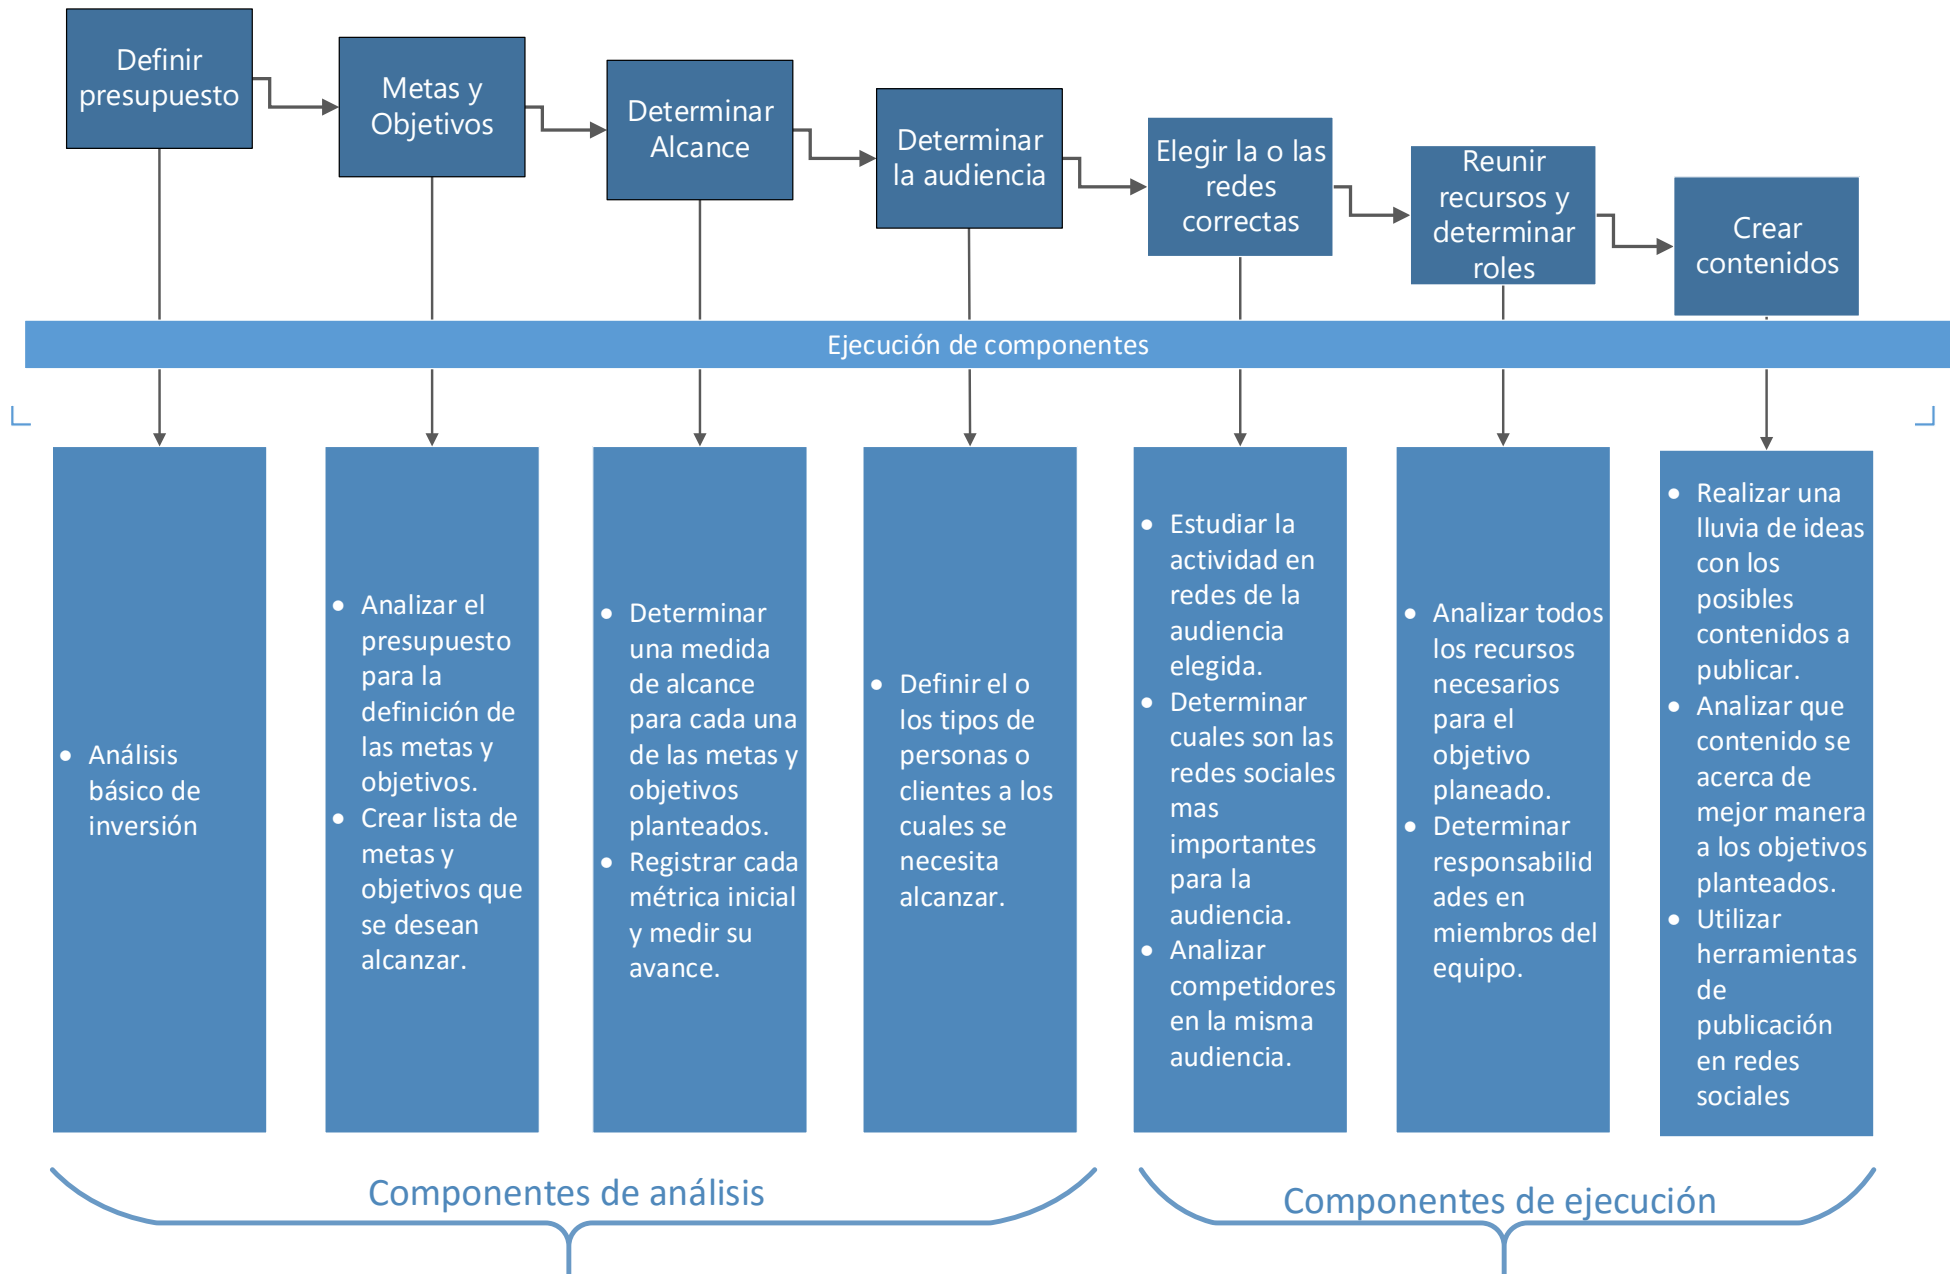 Definir
presupuesto
Metas y
Objetivos
Determinar
Alcance
Determinar
la audiencia
Elegir la o las
redes
correctas
Reunir
recursos y
determinar
roles
Crear
contenidos
Ejecución de componentes
• Análisis
básico de
inversión
• Analizar el
presupuesto
para la
definición de
las metas y
objetivos.
• Crear lista de
metas y
objetivos que
se desean
alcanzar.
• Determinar
una medida
de alcance
para cada una
de las metas y
objetivos
planteados.
• Registrar cada
métrica inicial
y medir su
avance.
• Definir el o
los tipos de
personas o
clientes a los
cuales se
necesita
alcanzar.
• Estudiar la
actividad en
redes de la
audiencia
elegida.
• Determinar
cuales son las
redes sociales
mas
importantes
para la
audiencia.
• Analizar
competidores
en la misma
audiencia.
• Analizar todos
los recursos
necesarios
para el
objetivo
planeado.
• Determinar
responsabilid
ades en
miembros del
equipo.
• Realizar una
lluvia de ideas
con los
posibles
contenidos a
publicar.
• Analizar que
contenido se
acerca de
mejor manera
a los objetivos
planteados.
• Utilizar
herramientas
de
publicación
en redes
sociales
Componentes de análisis
Componentes de ejecución